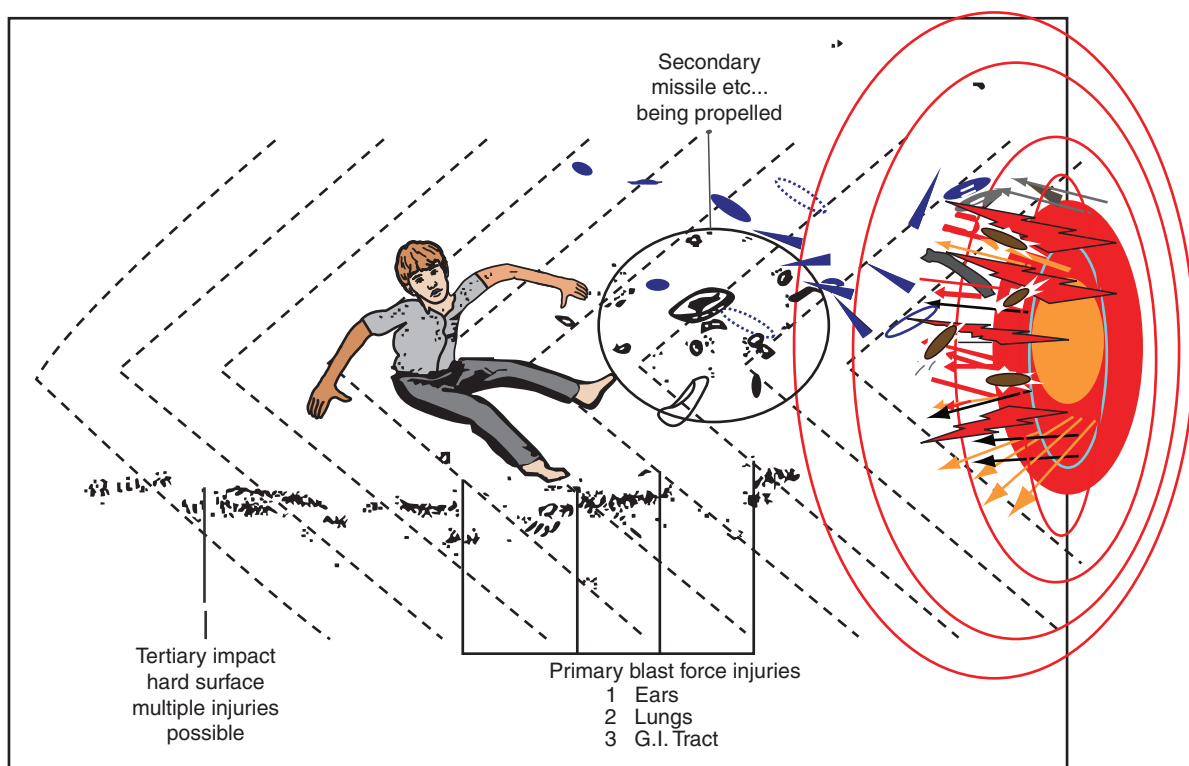 Secondary
missile etc...
being propelled
Tertiary impact
hard surface
multiple injuries
possible
Primary blast force injuries
1 Ears
2 Lungs
3 G.I. Tract